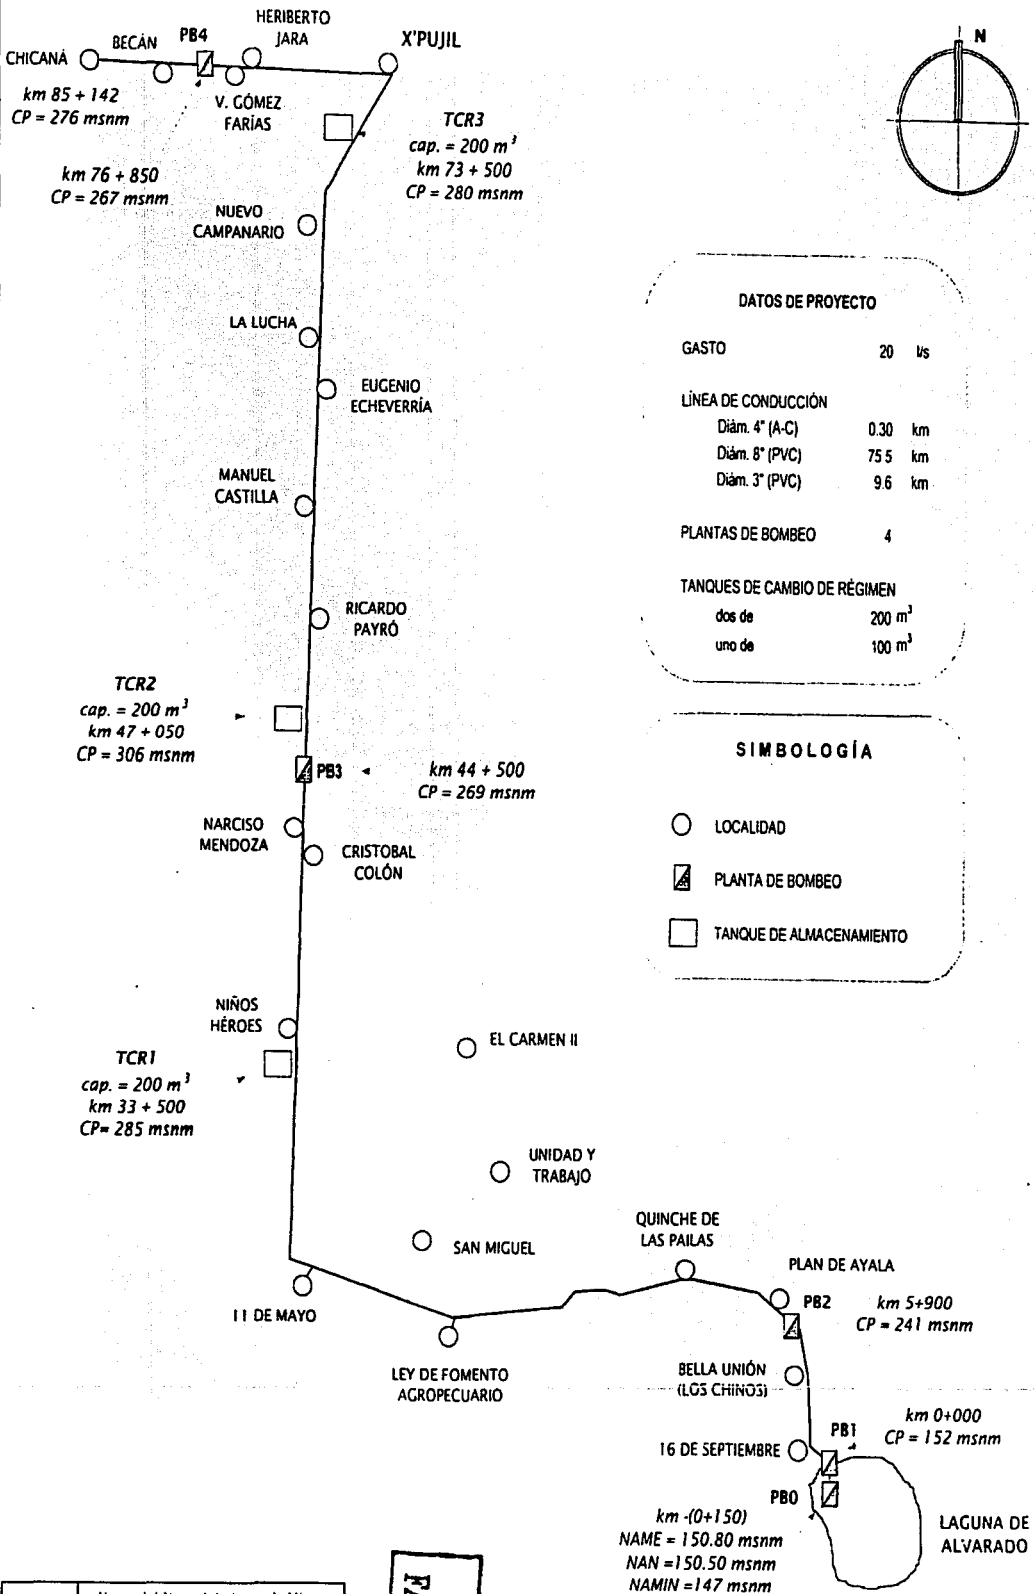 HERIBERTO
JARA
PB4
BECÁN
CHICANÁ
X'PUJIL
N
km 85 + 142
CP = 276 msnm
V. GÓMEZ
FARÍAS
TCR3
cap. = 200 m³
km 73 + 500
CP = 280 msnm
km 76 + 850
CP = 267 msnm
NUEVO
CAMPANARIO
LA LUCHA
EUGENIO
ECHEVERRÍA
MANUEL
CASTILLA
RICARDO
PAYRÓ
DATOS DE PROYECTO
GASTO 20 l/s
LÍNEA DE CONDUCCIÓN
Diám. 4" (A-C) 0.30 km
Diám. 8" (PVC) 75 5 km
Diám. 3" (PVC) 9.6 km
PLANTAS DE BOMBEO 4
TANQUES DE CAMBIO DE RÉGIMEN
dos de 200 m³
uno de 100 m³
TCR2
cap. = 200 m³
km 47 + 050
CP = 306 msnm
PB3
km 44 + 500
CP = 269 msnm
SIMBOLOGÍA
LOCALIDAD
PLANTA DE BOMBEO
TANQUE DE ALMACENAMIENTO
NARCISO
MENDOZA
CRISTOBAL
COLÓN
NIÑOS
HÉROES
TCR1
cap. = 200 m³
km 33 + 500
CP= 285 msnm
EL CARMEN II
UNIDAD Y
TRABAJO
SAN MIGUEL
QUINCHE DE
LAS PAILAS
PLAN DE AYALA
PB2
km 5+900
CP = 241 msnm
11 DE MAYO
LEY DE FOMENTO
AGROPECUARIO
BELLA UNIÓN
(LOS CHINOS)
km 0+000
CP = 152 msnm
PB1
16 DE SEPTIEMBRE
PB0
km -(0+150)
NAME = 150.80 msnm
NAN =150.50 msnm
NAMIN =147 msnm
LAGUNA DE
ALVARADO